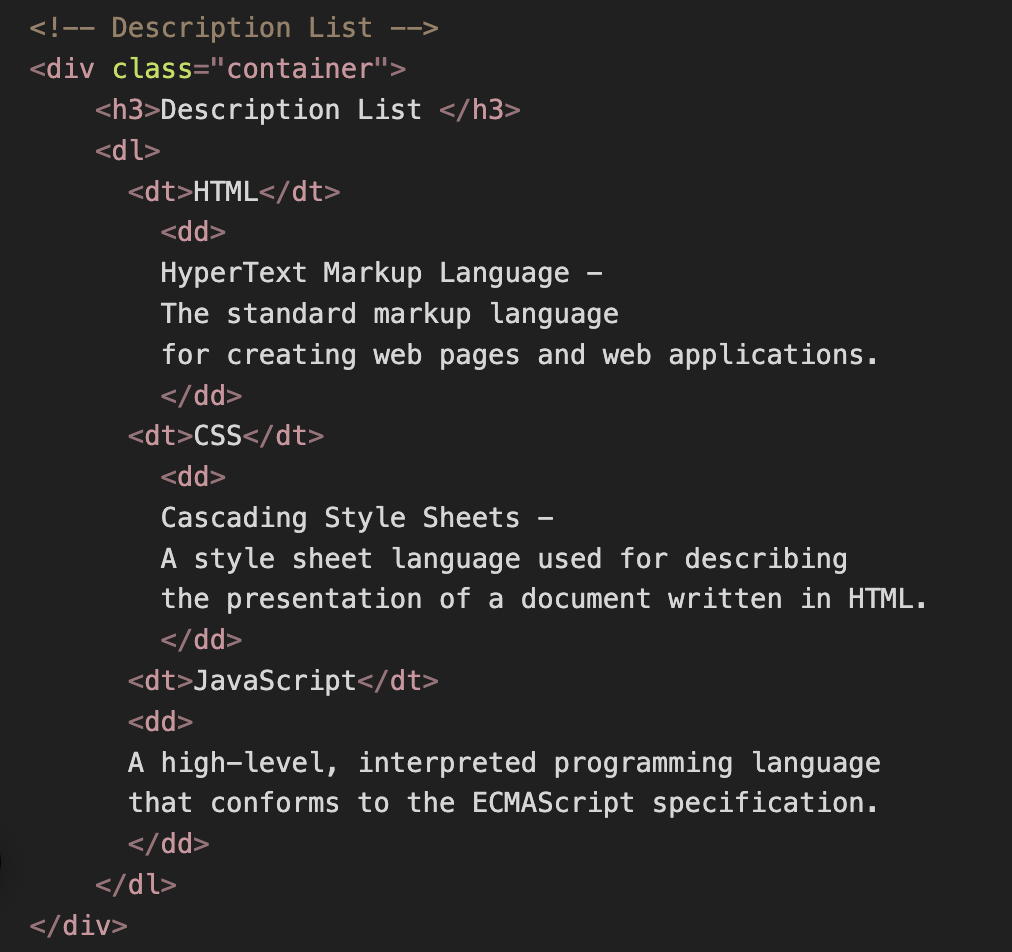 <!-- Description List -->
<div class="container">
    <h3>Description List </h3>
    <dl>
      <dt>HTML</dt>
        <dd>
        HyperText Markup Language –
        The standard markup language
        for creating web pages and web applications.
        </dd>
      <dt>CSS</dt>
        <dd>
        Cascading Style Sheets –
        A style sheet language used for describing
        the presentation of a document written in HTML.
        </dd>
      <dt>JavaScript</dt>
      <dd>
      A high-level, interpreted programming language
      that conforms to the ECMAScript specification.
      </dd>
    </dl>
</div>